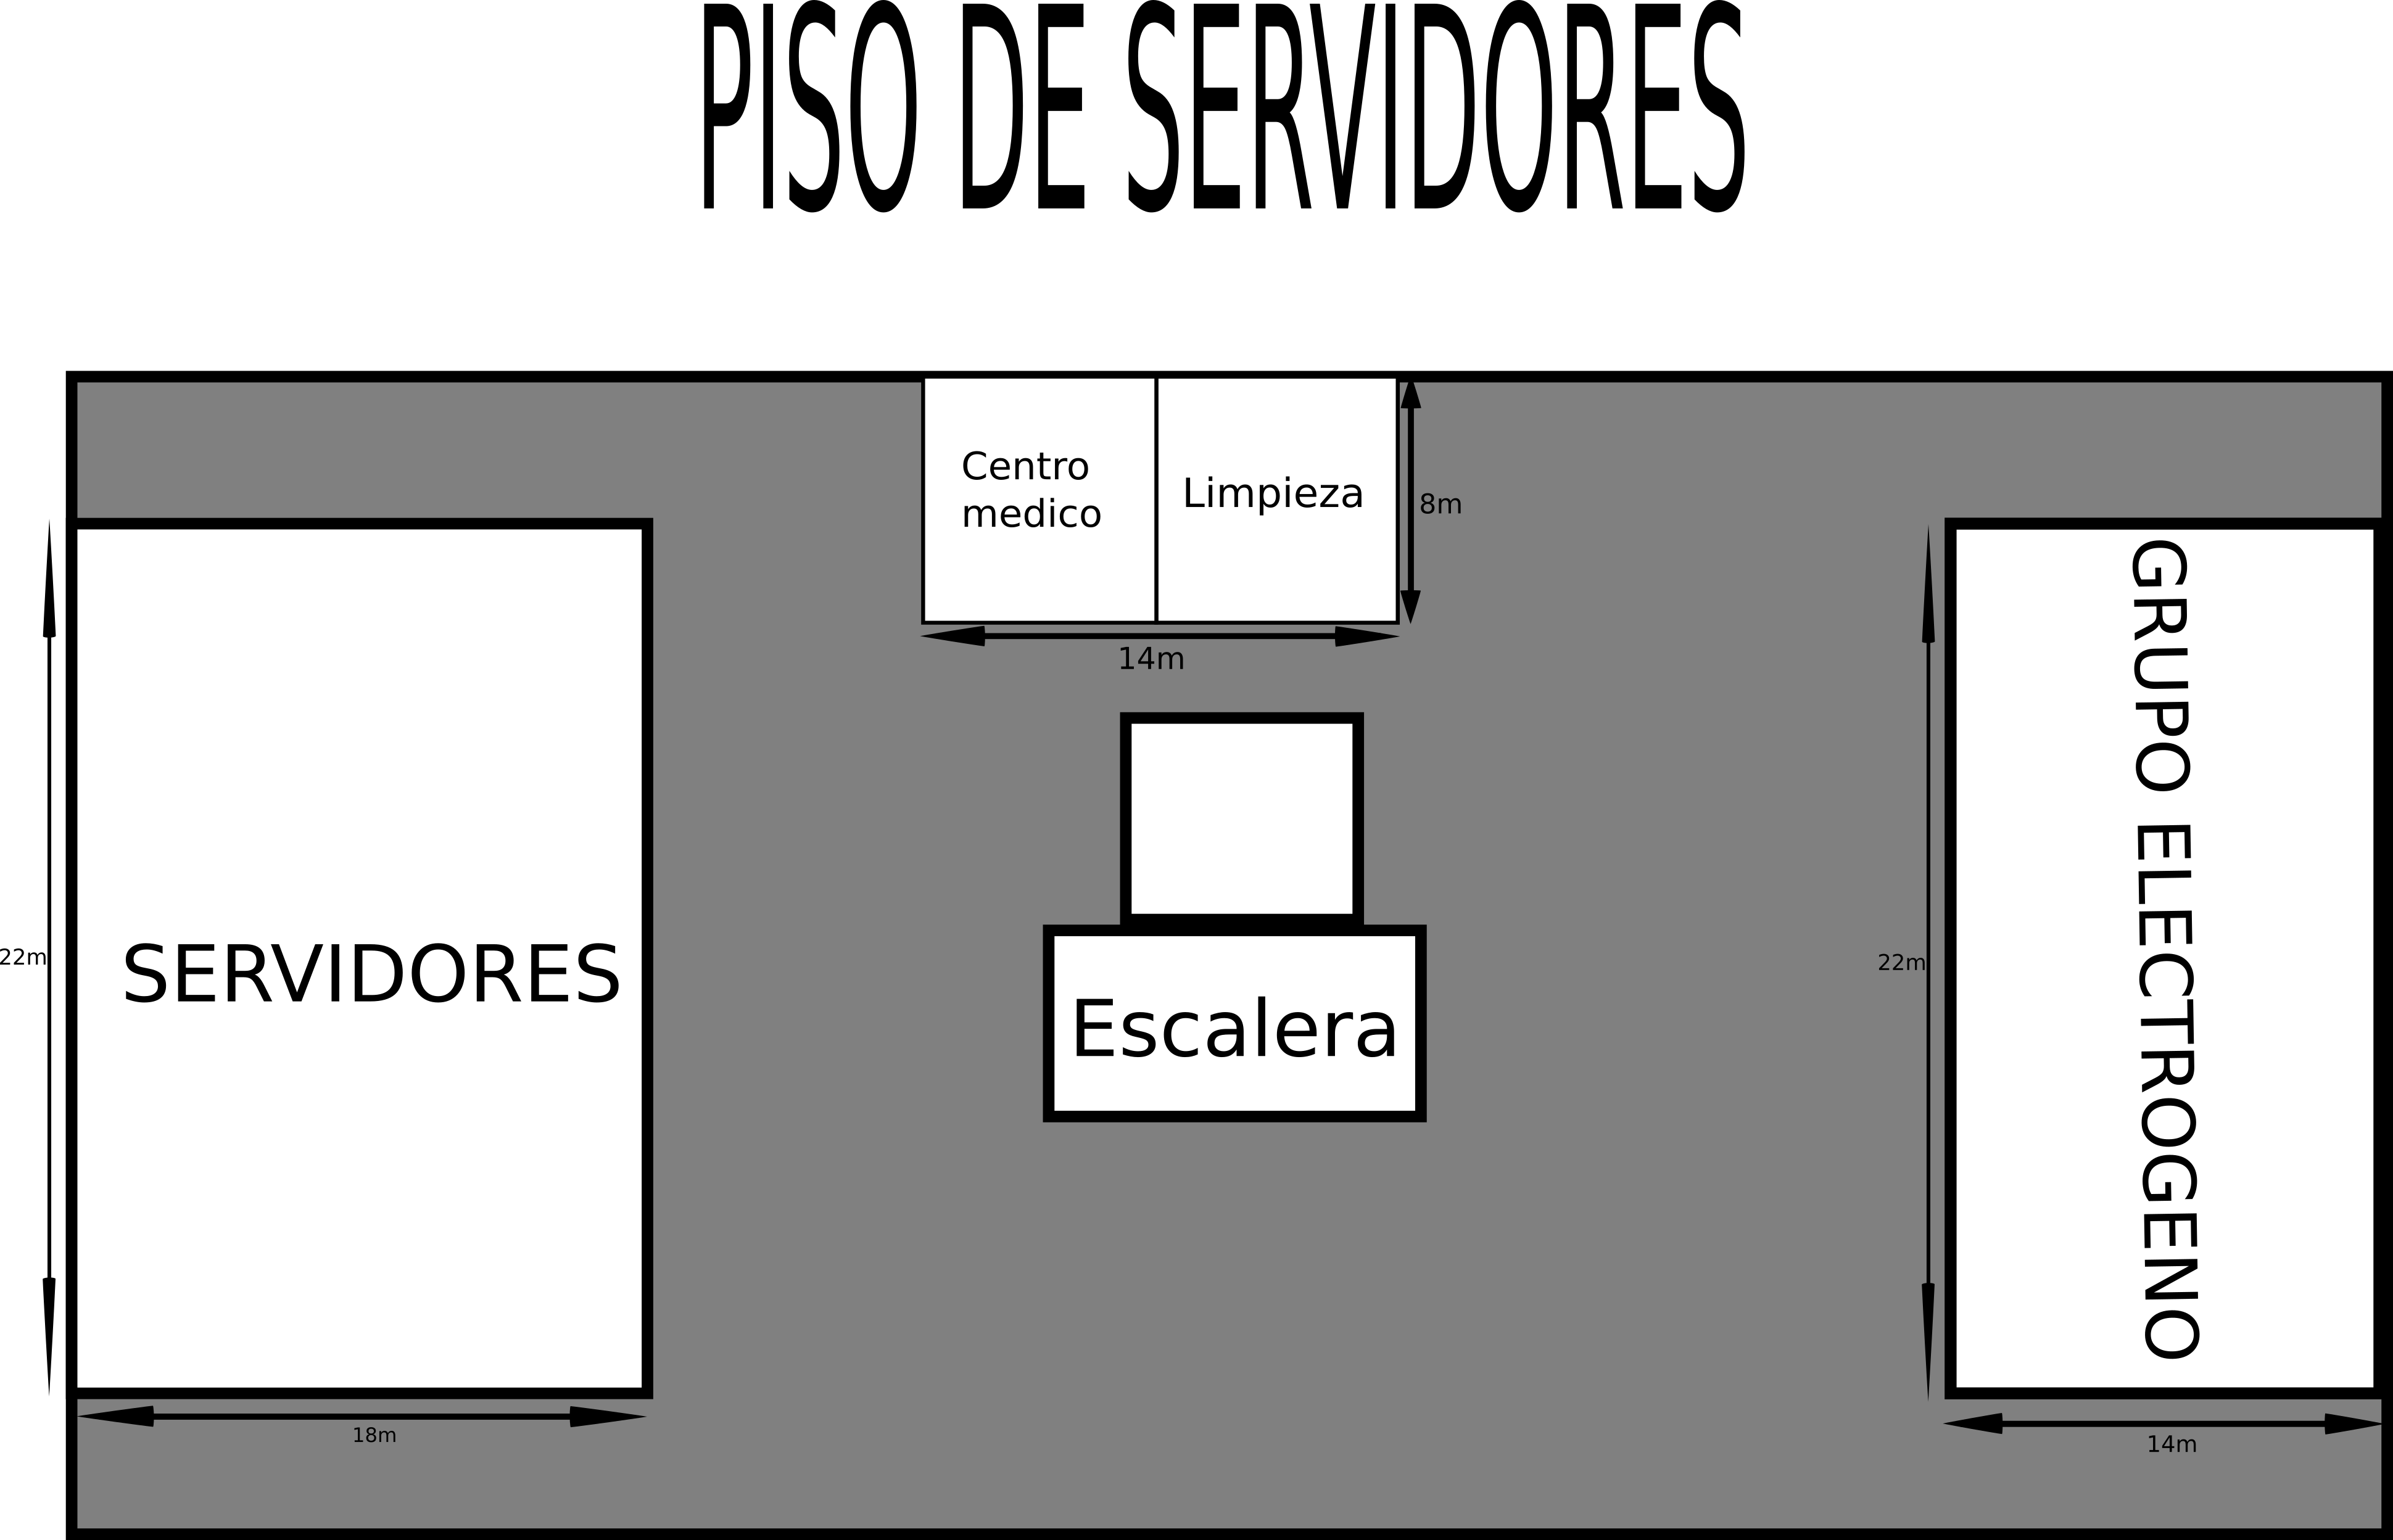 PISO DE SERVIDORES
Centro
medico
Limpieza
8m
14m
SERVIDORES
22m
18m
Escalera
GRUPO ELECTROGENO
22m
14m